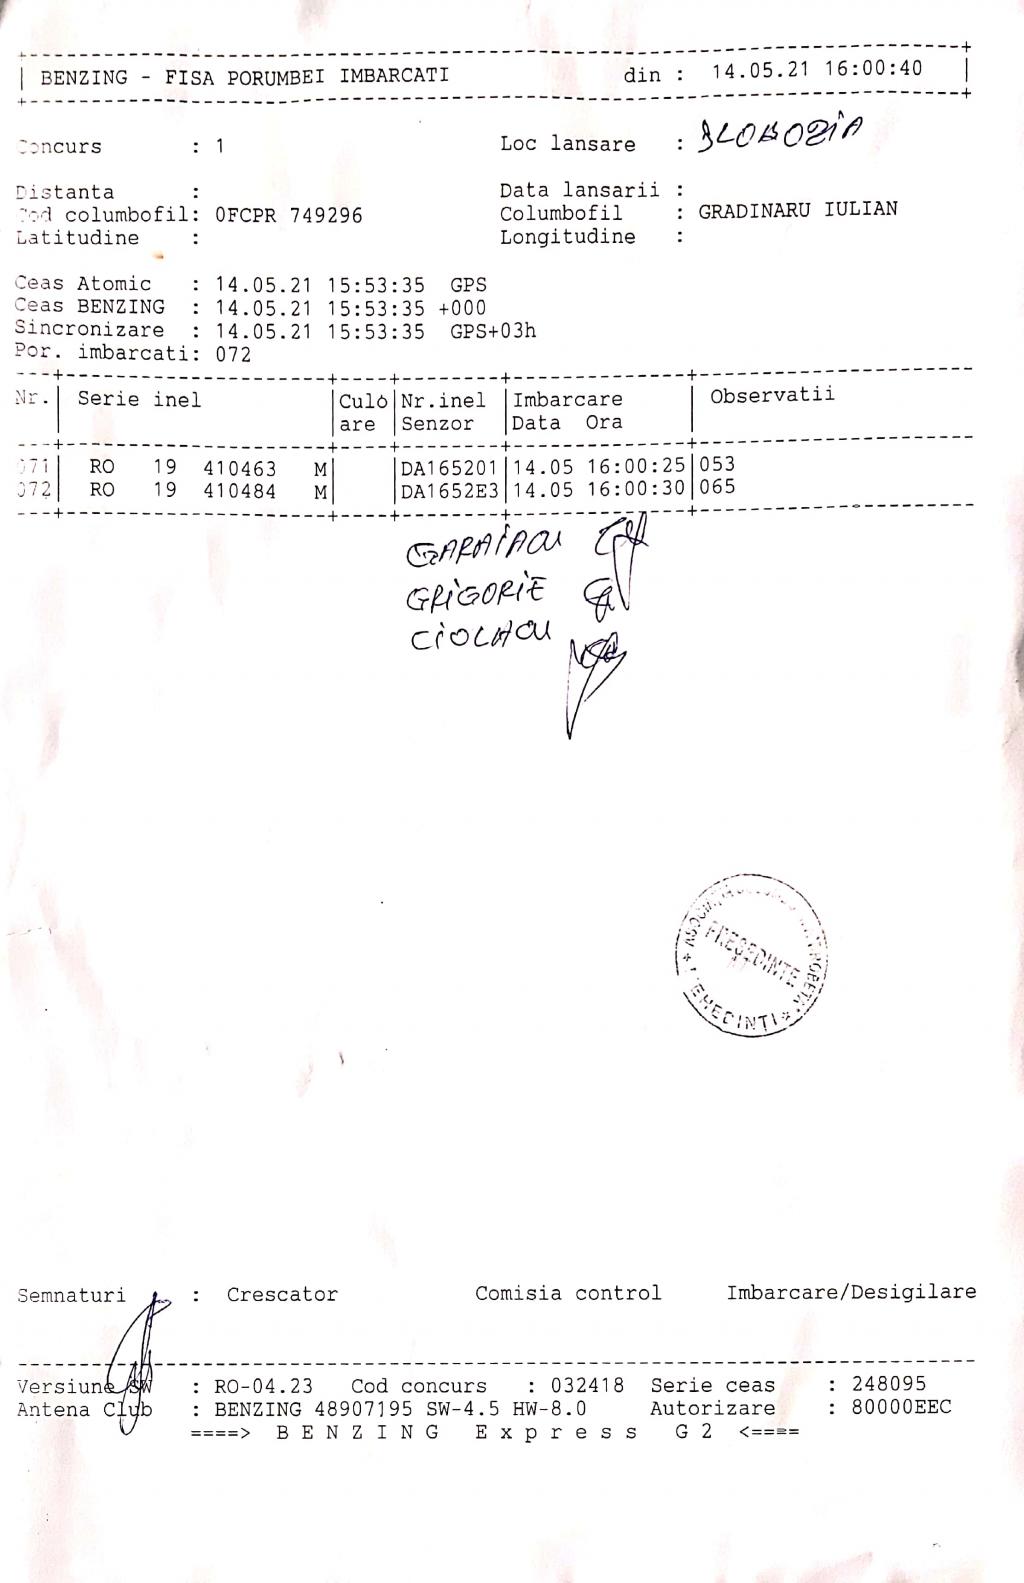 BENZING - FISA PORUMBEI IMBARCATI din : 14.05.21 16:00:40
Concurs : 1 Loc lansare : SLOBOZIA
Distanta : Data lansarii :
Cod columbofil: 0FCPR 749296 Columbofil : GRADINARU IULIAN
Latitudine : Longitudine :
Ceas Atomic : 14.05.21 15:53:35 GPS
Ceas BENZING : 14.05.21 15:53:35 +000
Sincronizare : 14.05.21 15:53:35 GPS+03h
Por. imbarcati: 072
Nr. Serie inel Culo Nr.inel Imbarcare Observatii
are Senzor Data Ora
071 RO 19 410463 M DA165201 14.05 16:00:25 053
072 RO 19 410484 M DA1652E3 14.05 16:00:30 065
GARAIACU
GRIGORIE
CIOLACU
PRESEDINTE
MEHEDINTI
Semnaturi : Crescator Comisia control Imbarcare/Desigilare
Versiune SW : RO-04.23 Cod concurs : 032418 Serie ceas : 248095
Antena Club : BENZING 48907195 SW-4.5 HW-8.0 Autorizare : 80000EEC
====> B E N Z I N G E x p r e s s G 2 <====